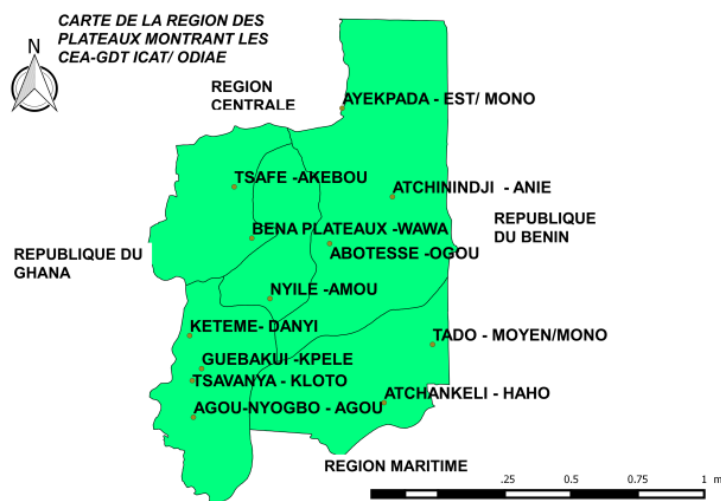 CARTE DE LA REGION DES
PLATEAUX MONTRANT LES
CEA-GDT ICAT/ ODIAE
N
REGION
CENTRALE
AYEKPADA - EST/ MONO
TSAFE -AKEBOU
ATCHININDJI - ANIE
BENA PLATEAUX -WAWA
REPUBLIQUE
DU BENIN
ABOTESSE -OGOU
REPUBLIQUE DU
GHANA
NYILE -AMOU
KETEME- DANYI
TADO - MOYEN/MONO
GUEBAKUI -KPELE
TSAVANYA - KLOTO
ATCHANKELI - HAHO
AGOU-NYOGBO - AGOU
REGION MARITIME
.25 0.5 0.75 1 m